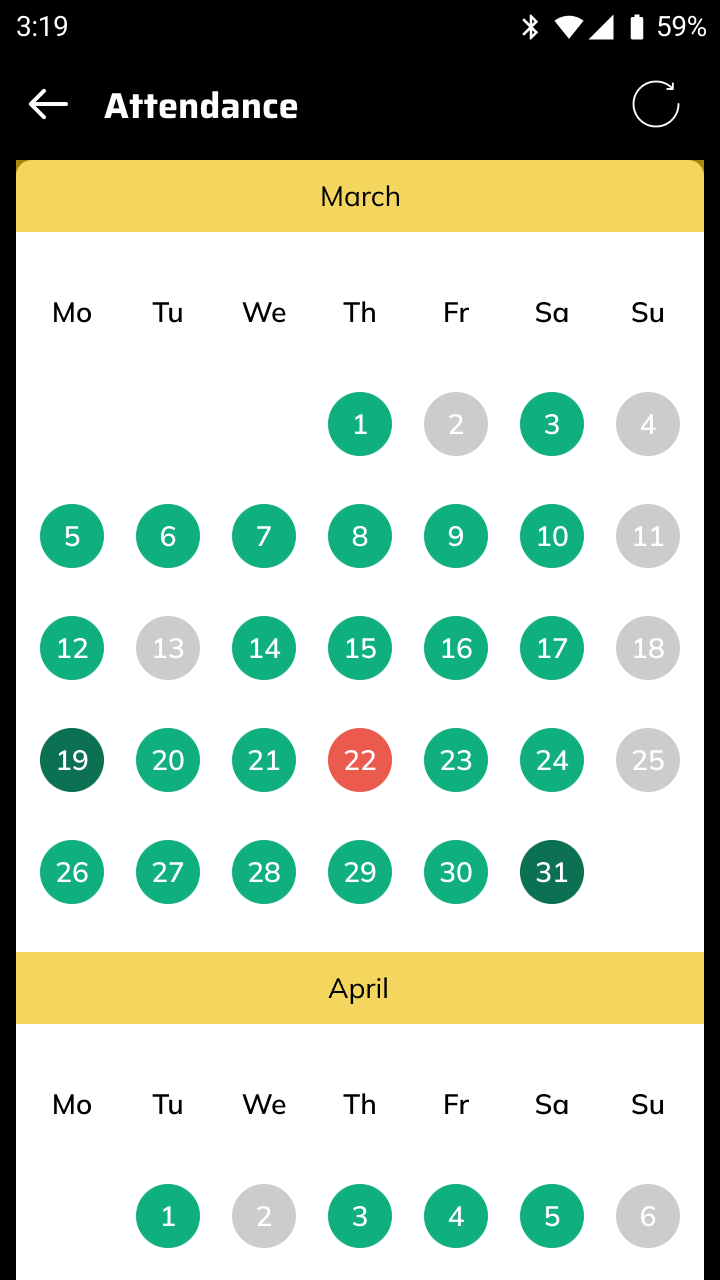 3:19 59%
Attendance
March
Mo Tu We Th Fr Sa Su
1 2 3 4
5 6 7 8 9 10 11
12 13 14 15 16 17 18
19 20 21 22 23 24 25
26 27 28 29 30 31
April
Mo Tu We Th Fr Sa Su
1 2 3 4 5 6